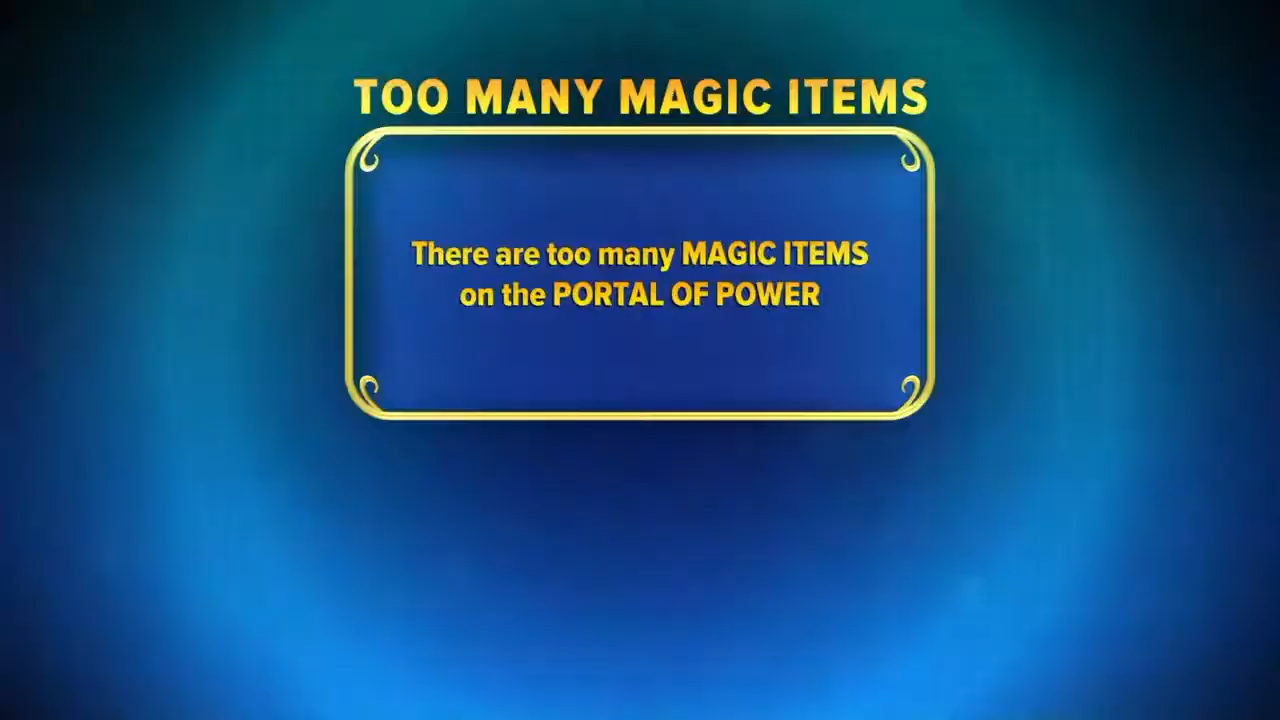 TOO MANY MAGIC ITEMS
There are too many MAGIC ITEMS
on the PORTAL OF POWER